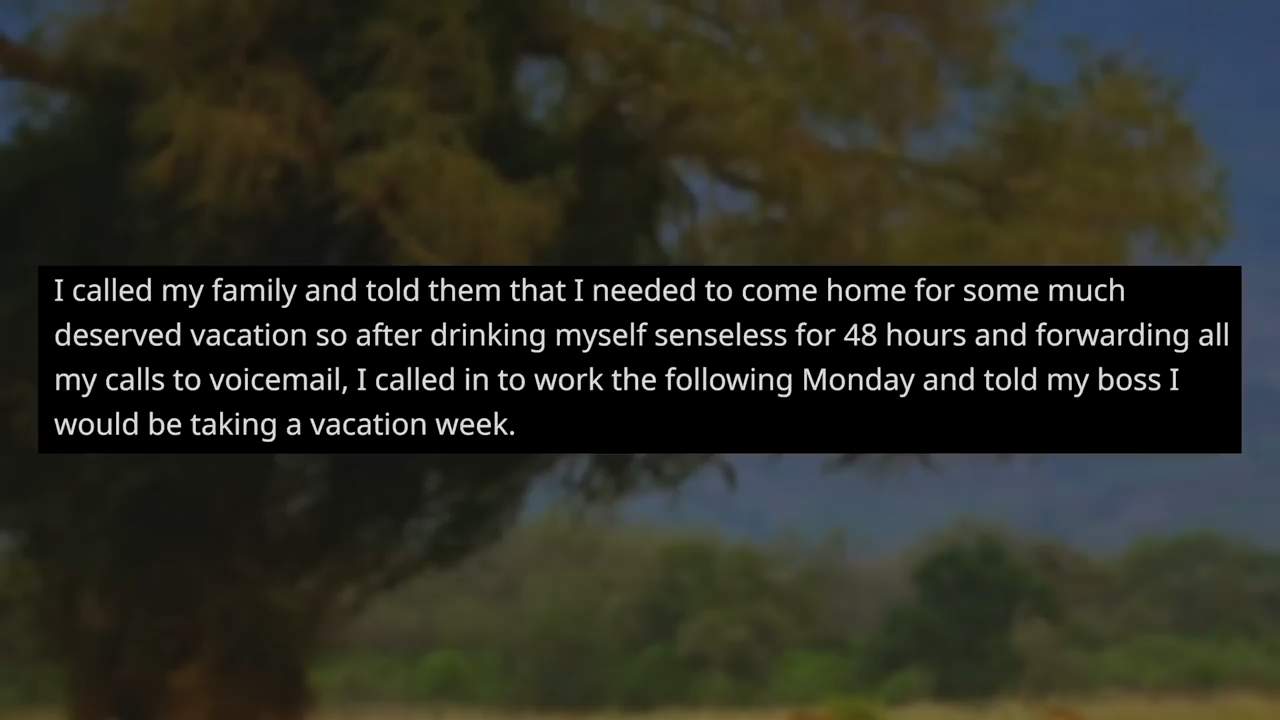 I called my family and told them that I needed to come home for some much
deserved vacation so after drinking myself senseless for 48 hours and forwarding all
my calls to voicemail, I called in to work the following Monday and told my boss I
would be taking a vacation week.